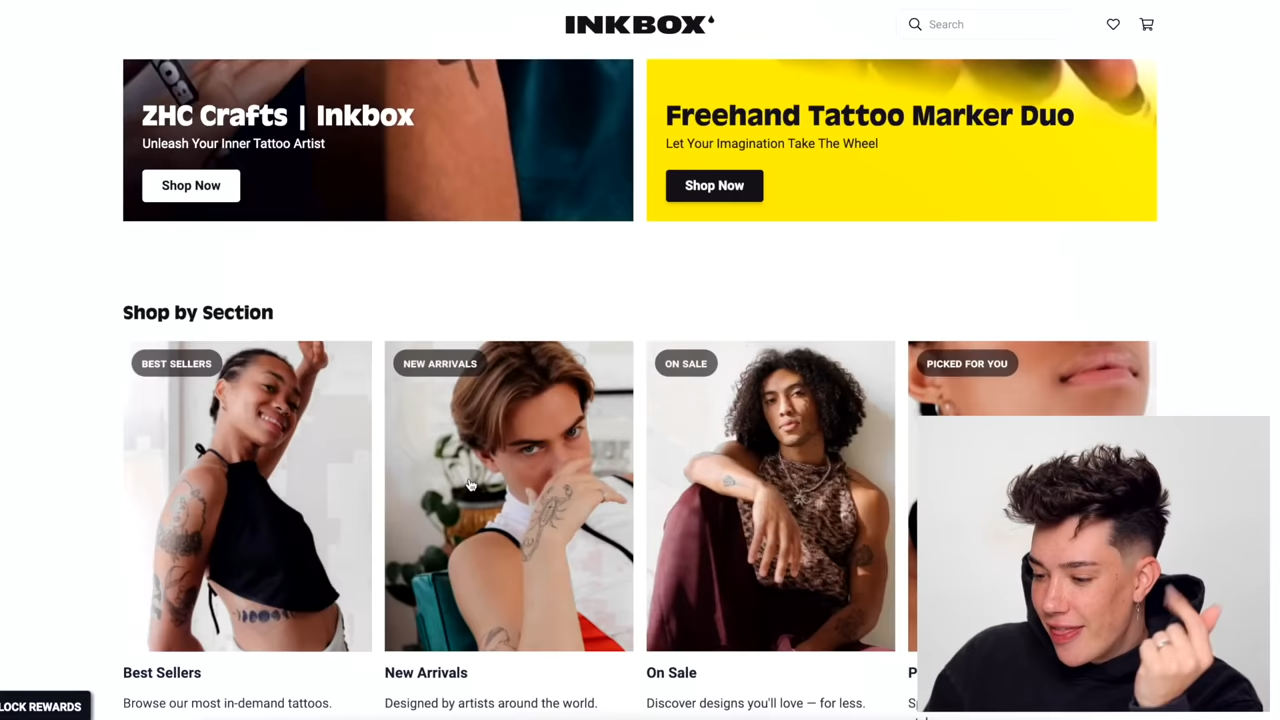 INKBOX
Search
ZHC Crafts | Inkbox
Unleash Your Inner Tattoo Artist
Shop Now
Freehand Tattoo Marker Duo
Let Your Imagination Take The Wheel
Shop Now
Shop by Section
BEST SELLERS
NEW ARRIVALS
ON SALE
PICKED FOR YOU
Best Sellers
New Arrivals
On Sale
Browse our most in-demand tattoos.
Designed by artists around the world.
Discover designs you'll love — for less.
LOCK REWARDS